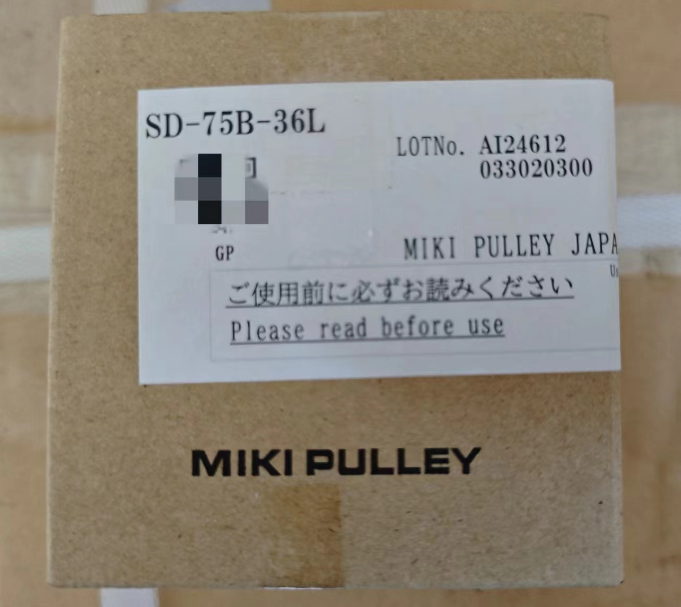 SD-75B-36L
LOTNo. AI24612
033020300
GP
MIKI PULLEY JAPA
ご使用前に必ずお読みください
Please read before use
MIKI PULLEY